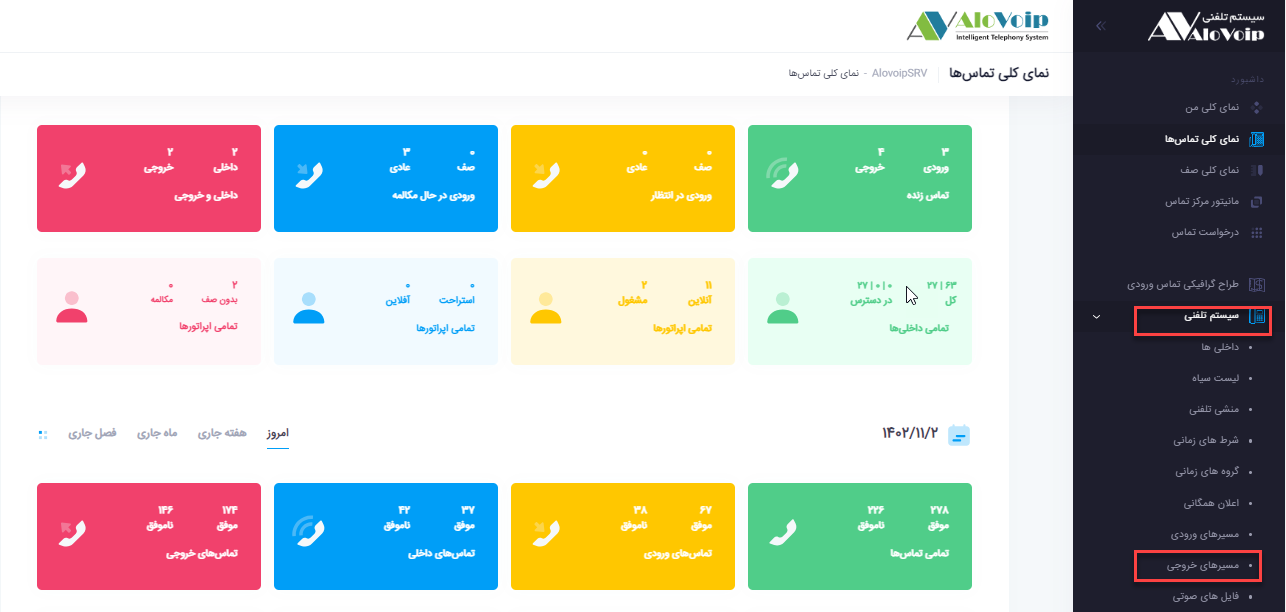 سیستم تلفنی
AloVoip
داشبورد
نمای کلی من
نمای کلی تماس‌ها
نمای کلی صف
مانیتور مرکز تماس
درخواست تماس
طراح گرافیکی تماس ورودی
سیستم تلفنی
داخلی ها
لیست سیاه
منشی تلفنی
شرط های زمانی
گروه های زمانی
اعلان همگانی
مسیرهای ورودی
مسیرهای خروجی
فایل های صوتی
AloVoip
Intelligent Telephony System
نمای کلی تماس‌ها
AlovoipSRV - نمای کلی تماس‌ها
۳ ۴
ورودی خروجی
تماس زنده
۰ ۰
صف عادی
ورودی در انتظار
۰ ۳
صف عادی
ورودی در حال مکالمه
۲ ۲
داخلی خروجی
داخلی و خروجی
۶۳ | ۲۷ ۰ | ۰ | ۲۷
کل در دسترس
تمامی داخلی‌ها
۱۱ ۲
آنلاین مشغول
تمامی اپراتورها
۰ ۰
استراحت آفلاین
تمامی اپراتورها
۲ ۰
بدون صف مکالمه
تمامی اپراتورها
۱۴۰۲/۱۱/۲
امروز هفته جاری ماه جاری فصل جاری
۲۷۸ ۲۲۶
موفق ناموفق
تمامی تماس‌ها
۶۷ ۳۸
موفق ناموفق
تماس‌های ورودی
۳۷ ۴۲
موفق ناموفق
تماس‌های داخلی
۱۷۴ ۱۴۶
موفق ناموفق
تماس‌های خروجی